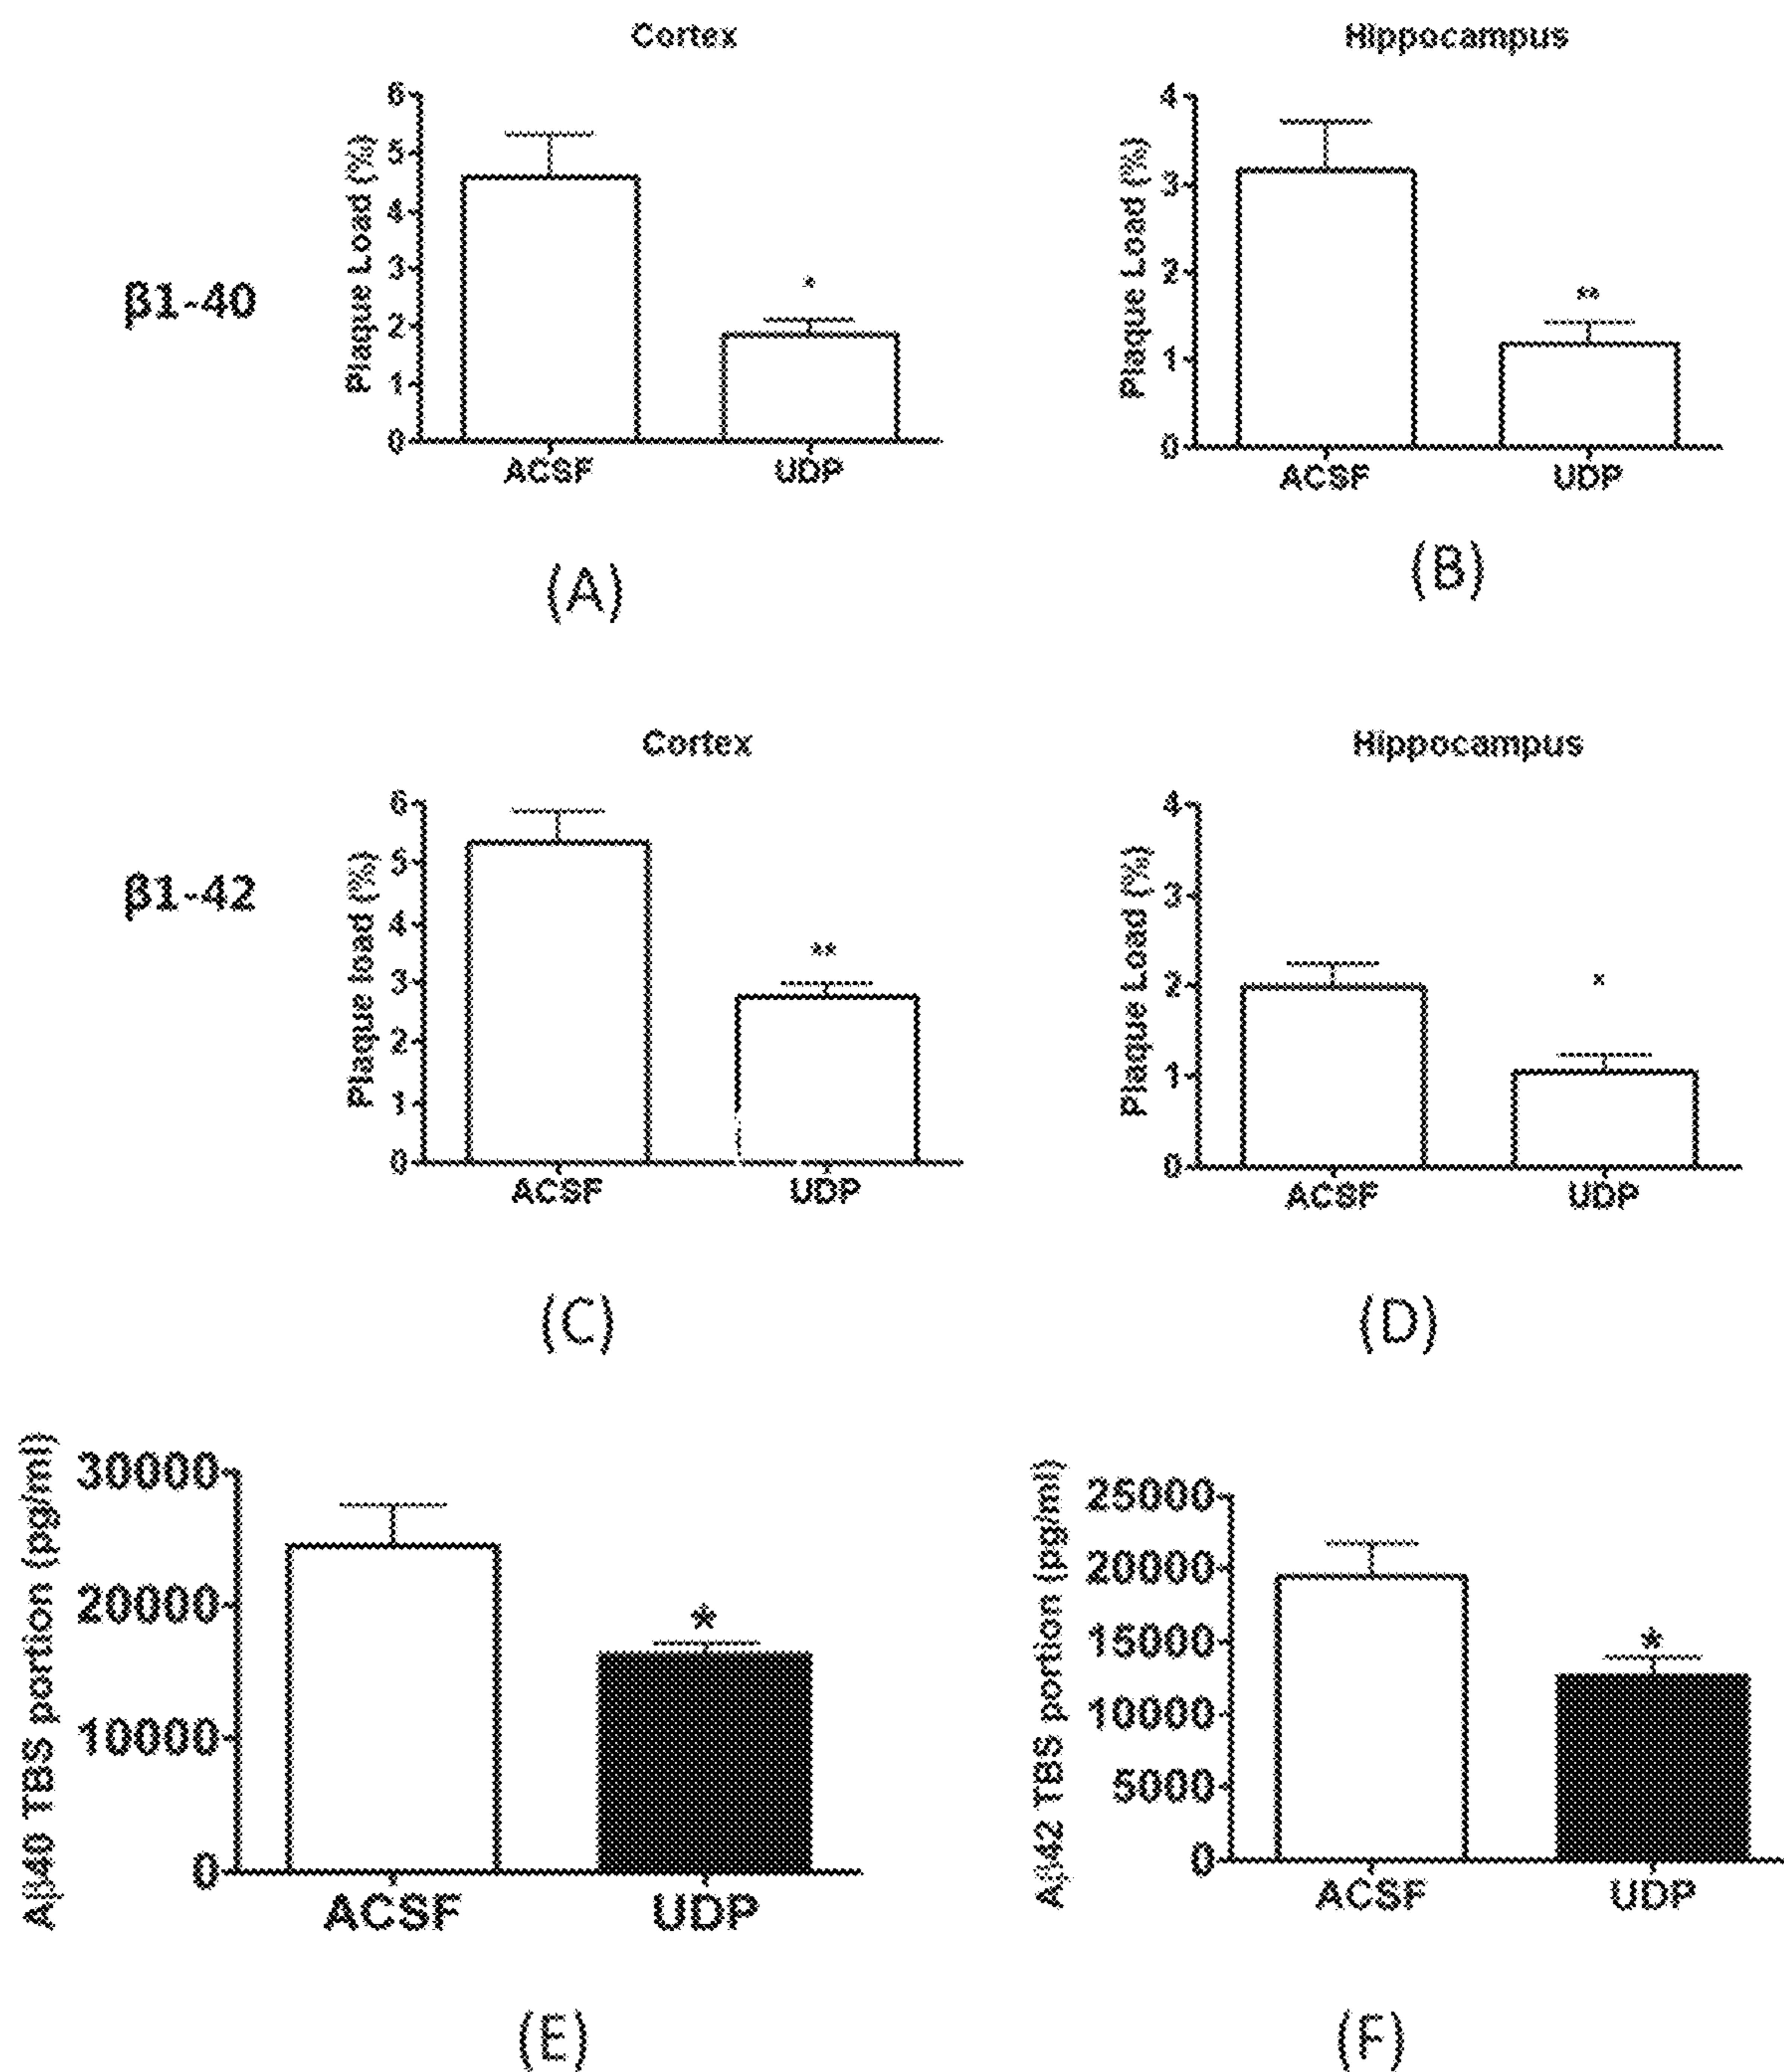 Cortex
Hippocampus
β1-40
Plaque Load (%)
6
5
4
3
2
1
0
*
ACSF
UDP
Plaque Load (%)
4
3
2
1
0
**
ACSF
UDP
(A)
(B)
Cortex
Hippocampus
β1-42
Plaque load (%)
6
5
4
3
2
1
0
**
ACSF
UDP
Plaque Load (%)
4
3
2
1
0
*
ACSF
UDP
(C)
(D)
Aβ40 TBS portion (pg/ml)
30000
20000
10000
0
*
ACSF
UDP
Aβ42 TBS portion (pg/ml)
25000
20000
15000
10000
5000
0
*
ACSF
UDP
(E)
(F)